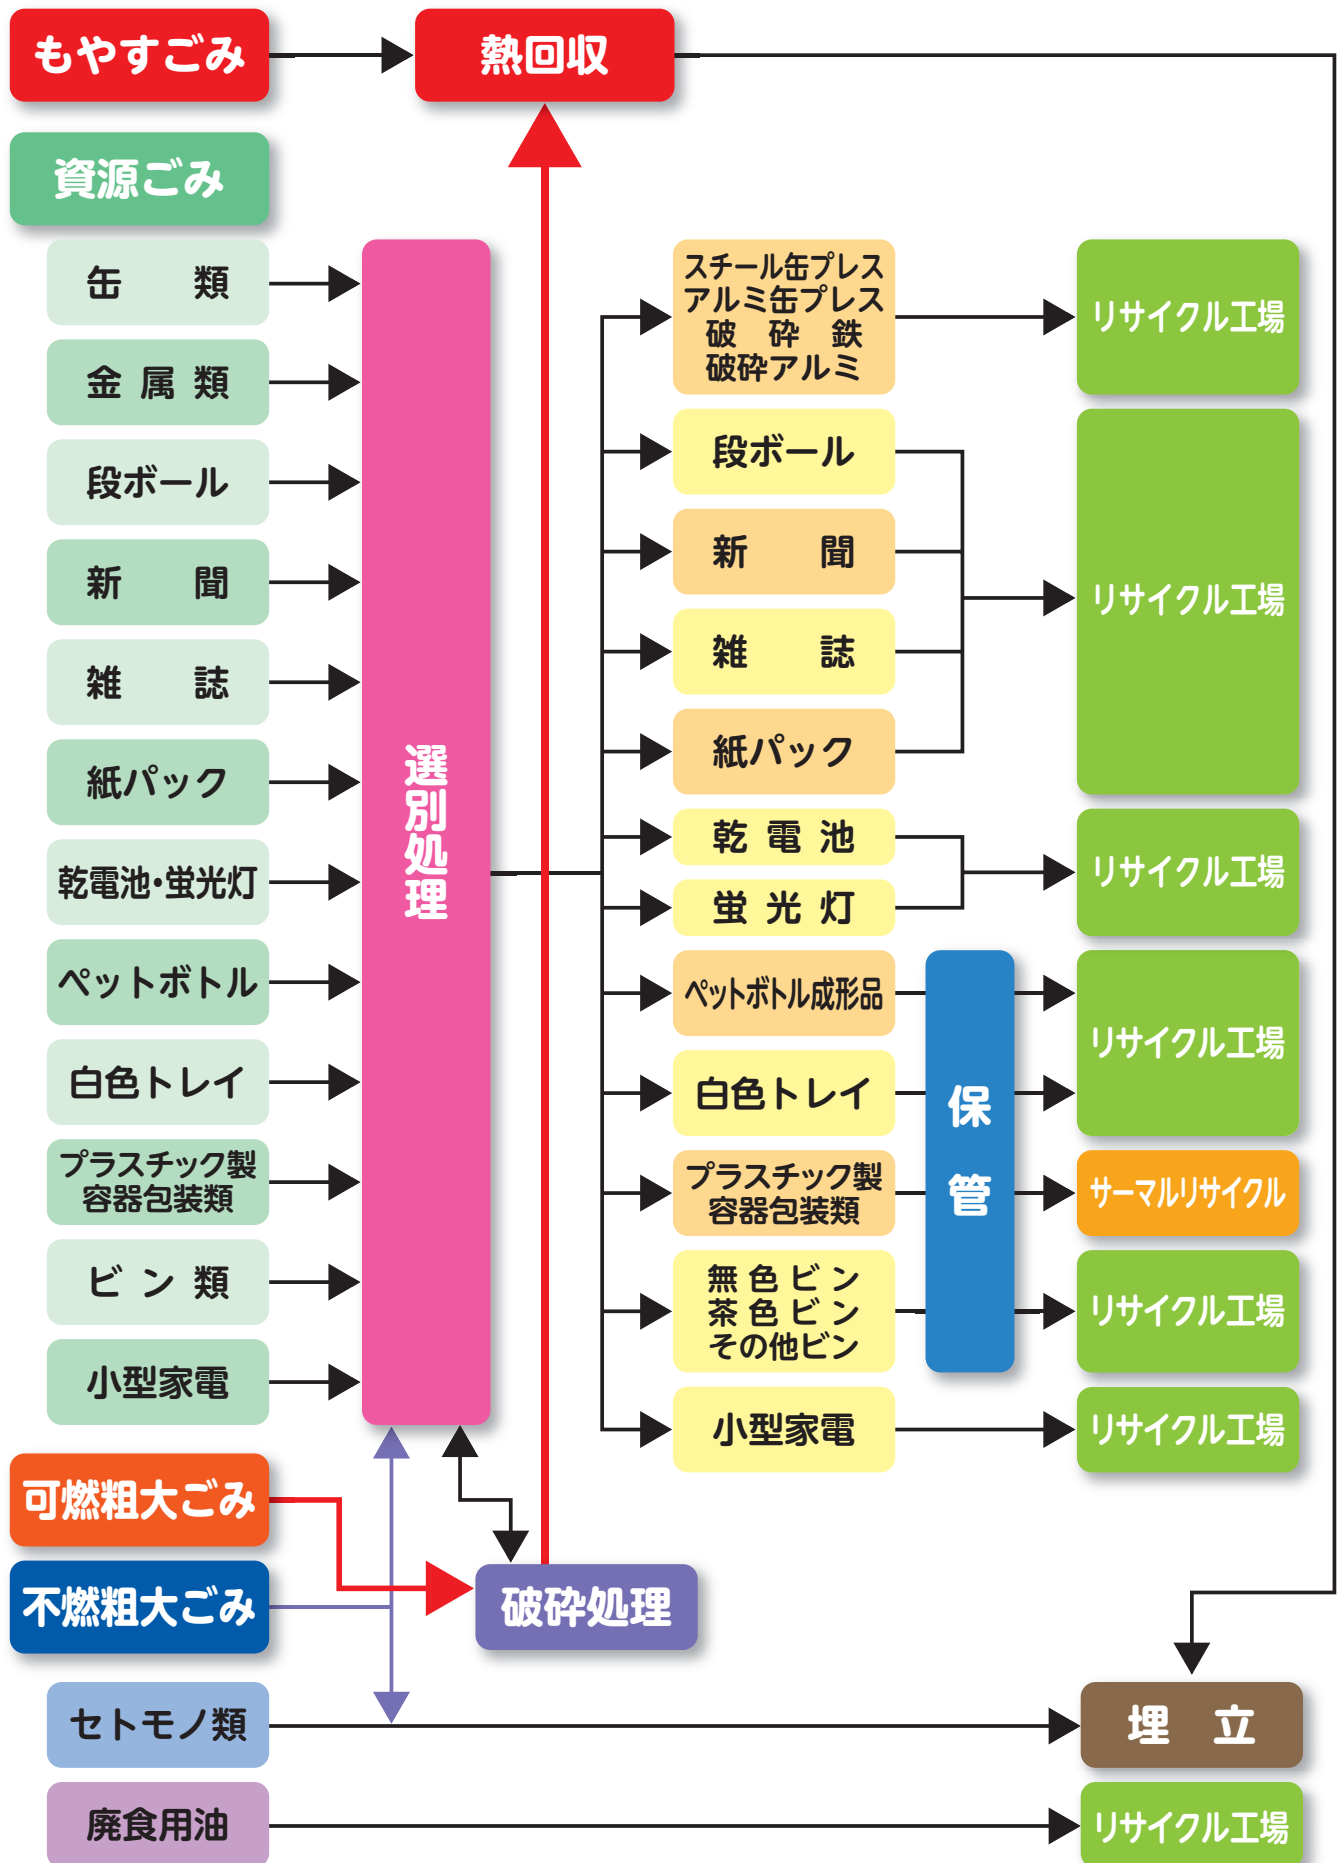 もやすごみ
熱回収
資源ごみ
缶　類
金属類
段ボール
新　聞
雑　誌
紙パック
乾電池・蛍光灯
ペットボトル
白色トレイ
プラスチック製
容器包装類
ビン類
小型家電
選別処理
スチール缶プレス
アルミ缶プレス
破砕鉄
破砕アルミ
段ボール
新　聞
雑　誌
紙パック
乾電池
蛍光灯
ペットボトル成形品
白色トレイ
プラスチック製
容器包装類
無色ビン
茶色ビン
その他ビン
小型家電
保管
リサイクル工場
リサイクル工場
リサイクル工場
リサイクル工場
サーマルリサイクル
リサイクル工場
リサイクル工場
可燃粗大ごみ
不燃粗大ごみ
破砕処理
セトモノ類
埋　立
廃食用油
リサイクル工場